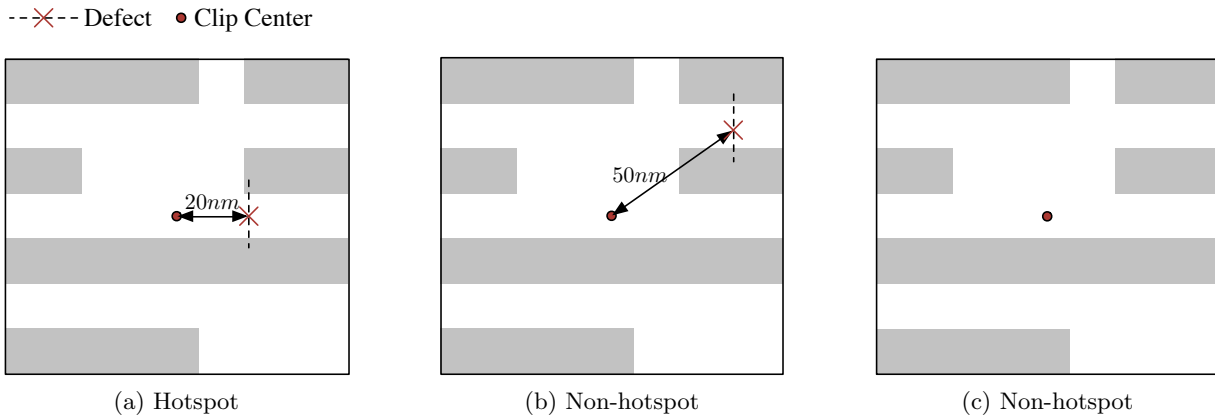 Defect Clip Center
20nm
50nm
(a) Hotspot
(b) Non-hotspot
(c) Non-hotspot